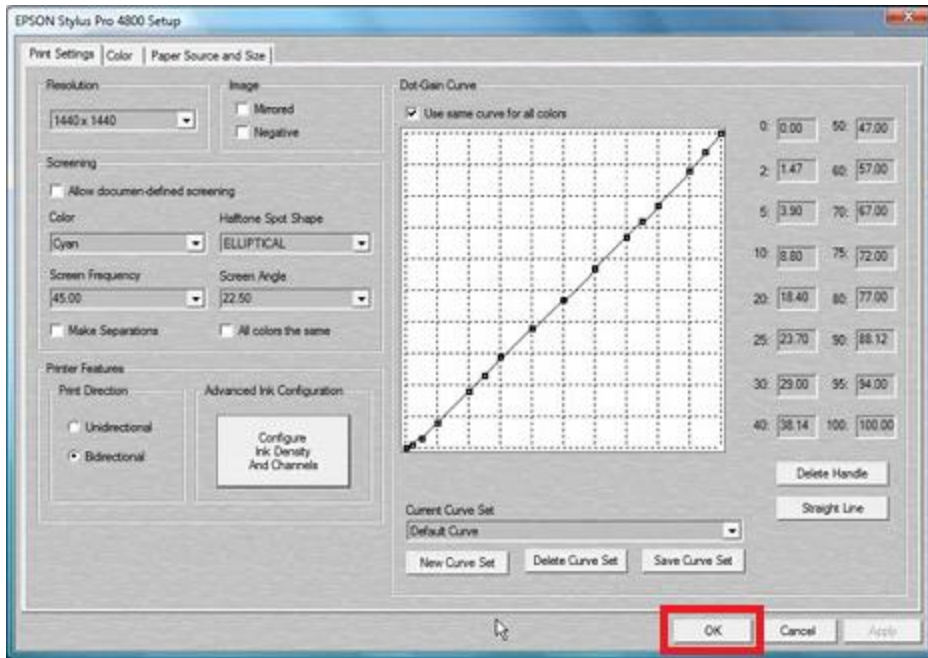 EPSON Stylus Pro 4800 Setup
Print Settings Color Paper Source and Size
Resolution
1440 x 1440
Image
Mirrored
Negative
Screening
Allow documen-defined screening
Color
Cyan
Halftone Spot Shape
ELLIPTICAL
Screen Frequency
45.00
Screen Angle
22.50
Make Separations
All colors the same
Printer Features
Print Direction
Unidirectional
Bidirectional
Advanced Ink Configuration
Configure
Ink Density
And Channels
Dot-Gain Curve
Use same curve for all colors
0: 0.00 50: 47.00
2: 1.47 60: 57.00
5: 3.90 70: 67.00
10: 8.80 75: 72.00
20: 18.40 80: 77.00
25: 23.70 90: 88.12
30: 29.00 95: 94.00
40: 38.14 100: 100.00
Delete Handle
Straight Line
Current Curve Set
Default Curve
New Curve Set Delete Curve Set Save Curve Set
OK Cancel Apply